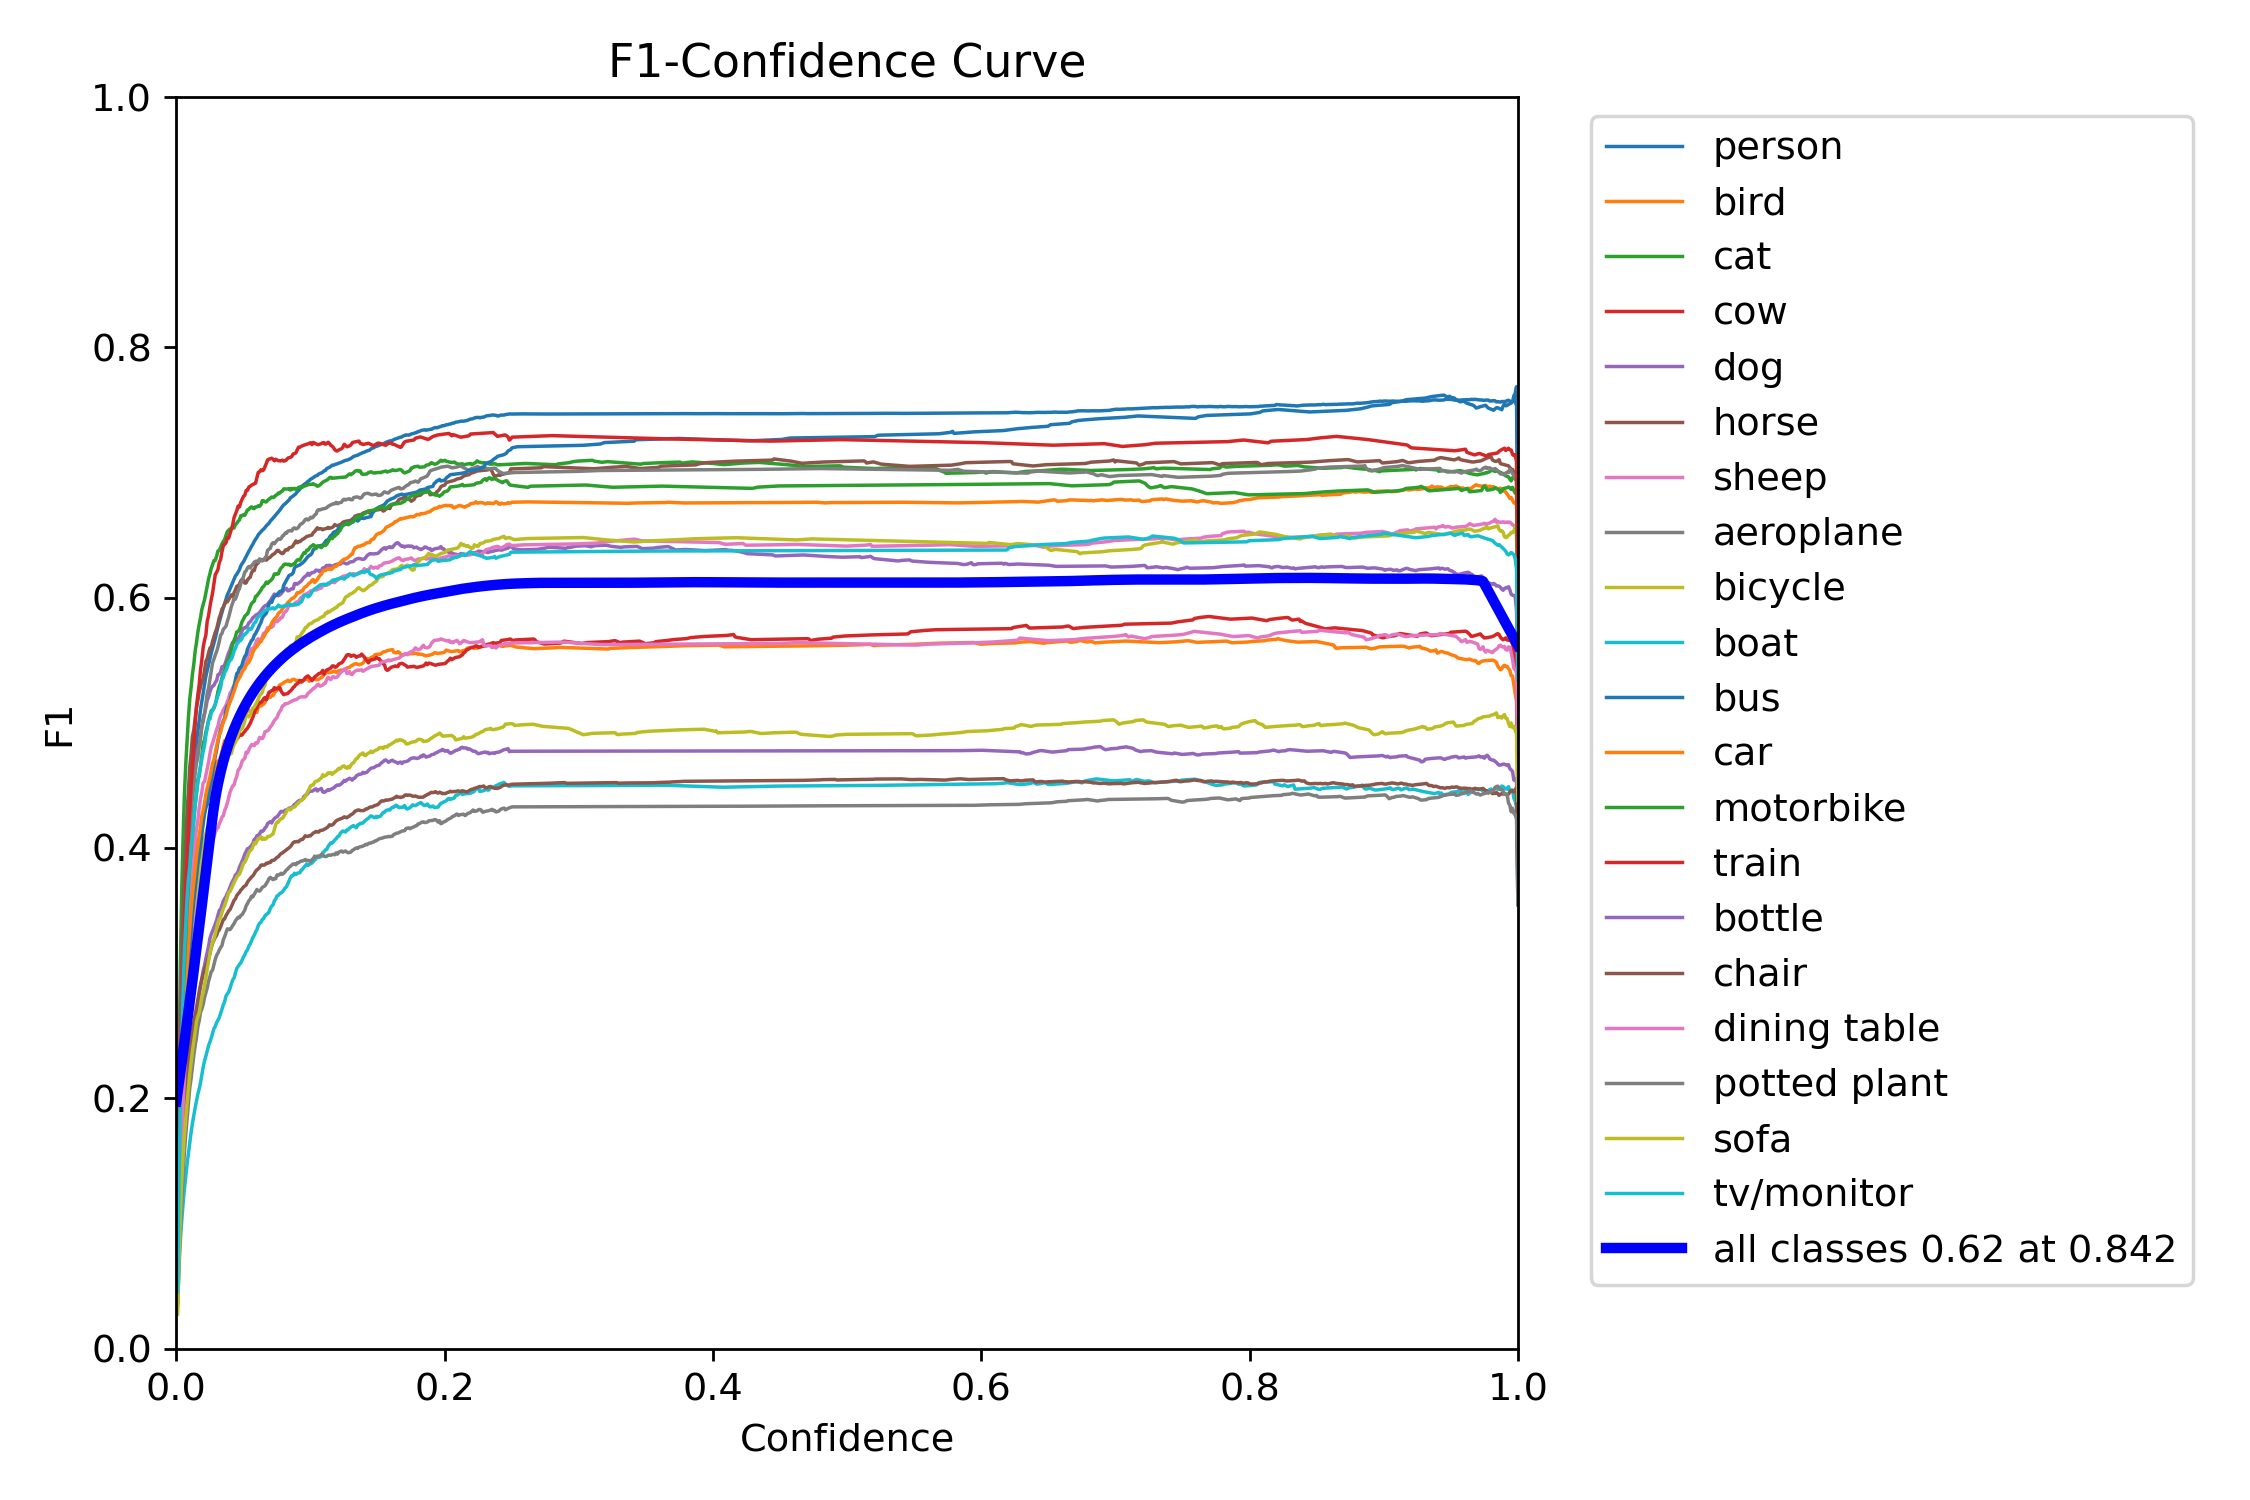 F1-Confidence Curve
1.0
0.8
0.6
0.4
0.2
0.0
F1
0.0 0.2 0.4 0.6 0.8 1.0
Confidence
person
bird
cat
cow
dog
horse
sheep
aeroplane
bicycle
boat
bus
car
motorbike
train
bottle
chair
dining table
potted plant
sofa
tv/monitor
all classes 0.62 at 0.842